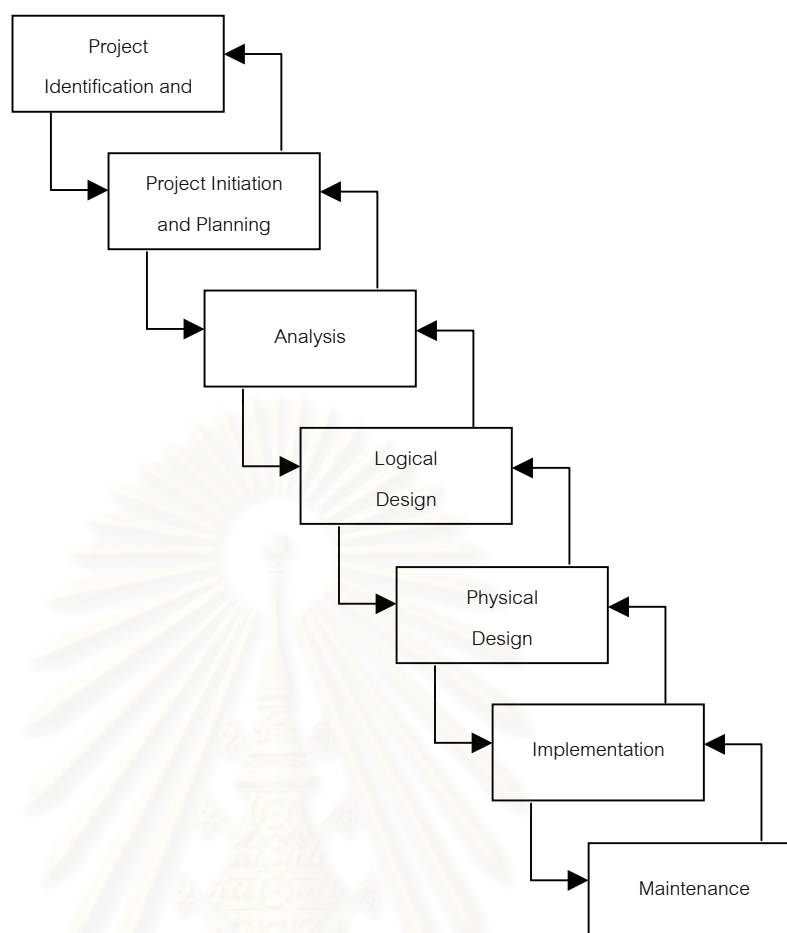 Project
Identification and
Project Initiation
and Planning
Analysis
Logical
Design
Physical
Design
Implementation
Maintenance